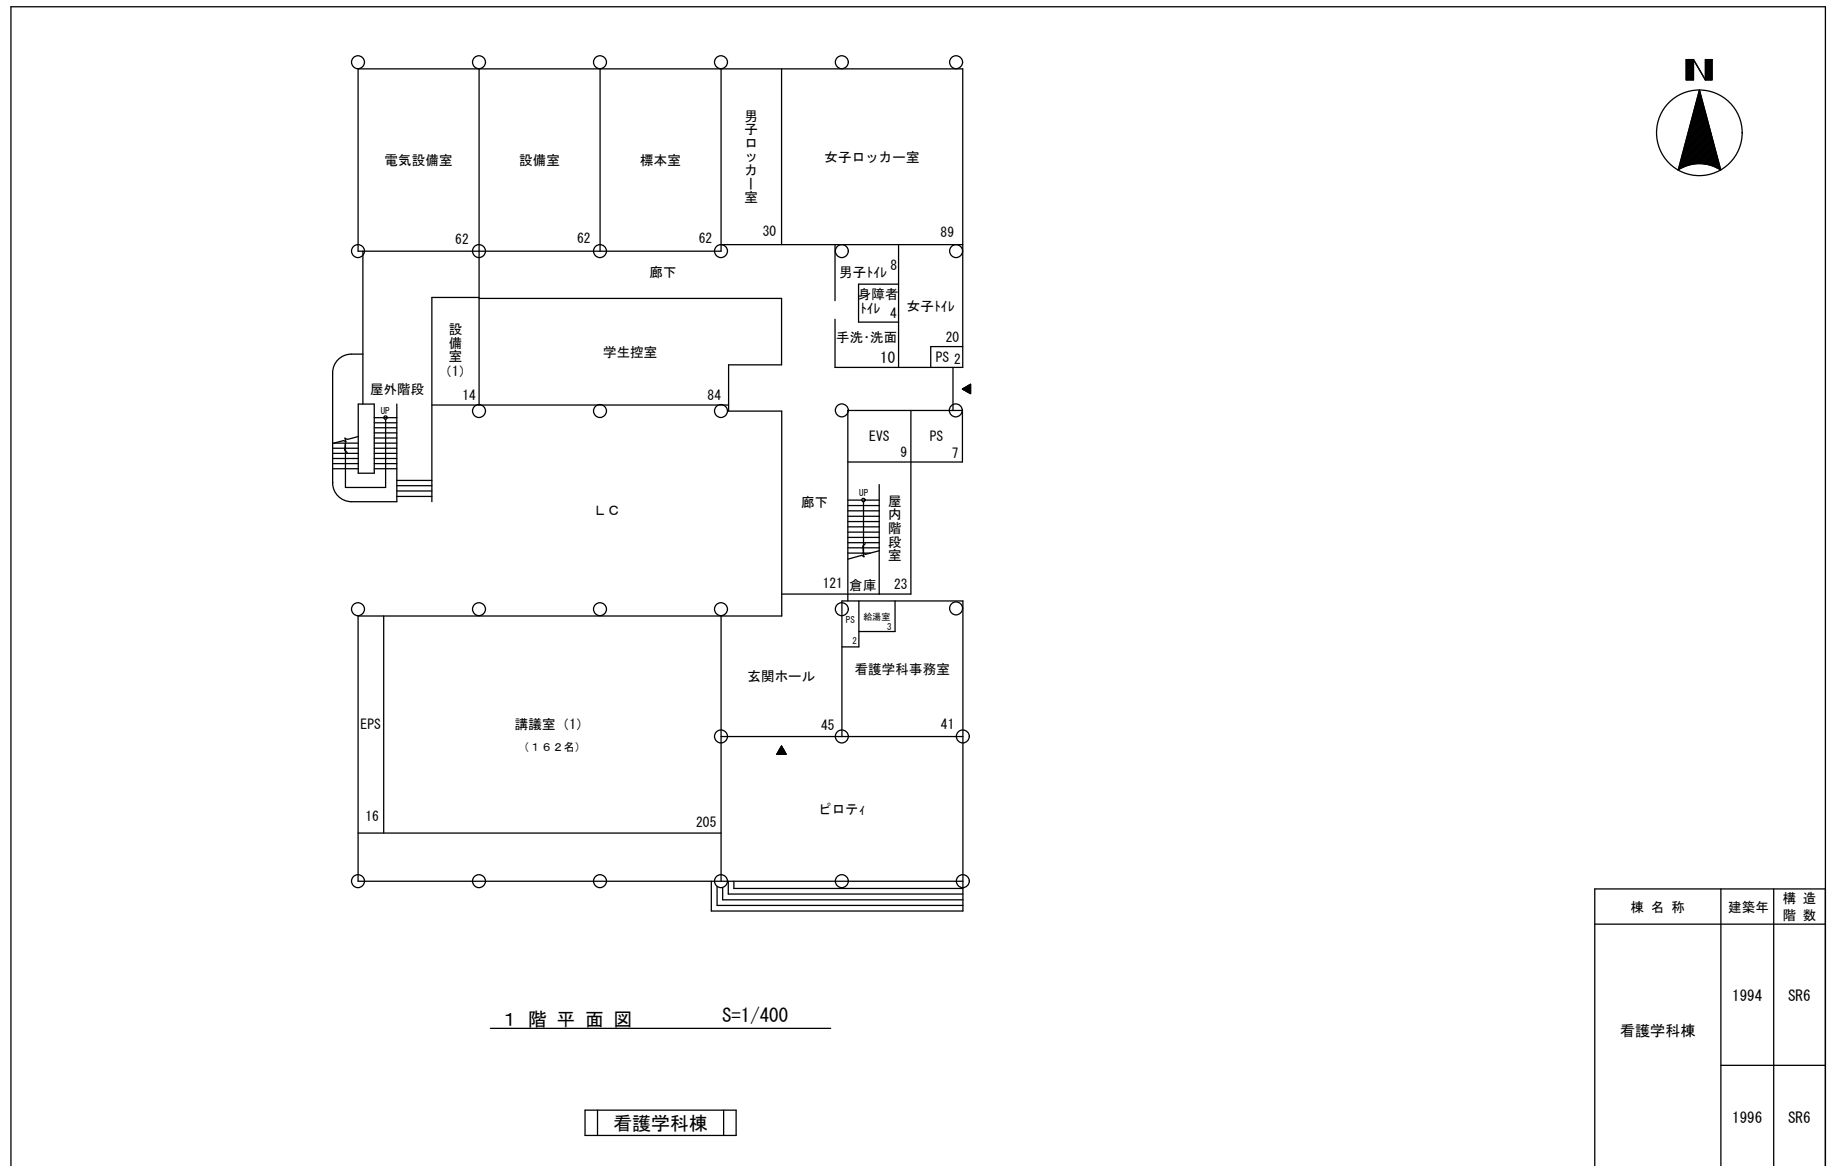 N
電気設備室
62
設備室
62
標本室
62
男子ロッカー室
30
女子ロッカー室
89
廊下
男子ﾄｲﾚ
8
身障者
ﾄｲﾚ
4
女子ﾄｲﾚ
20
手洗・洗面
10
PS
2
設備室
(1)
14
学生控室
84
屋外階段
UP
EVS
9
PS
7
LC
廊下
121
UP
屋内階段室
23
倉庫
PS
2
給湯室
3
玄関ホール
45
看護学科事務室
41
EPS
16
講議室（1）
（１６２名）
205
ピロティ
1階平面図 S=1/400
看護学科棟
棟名称 建築年 構造
階数
看護学科棟
1994 SR6
1996 SR6